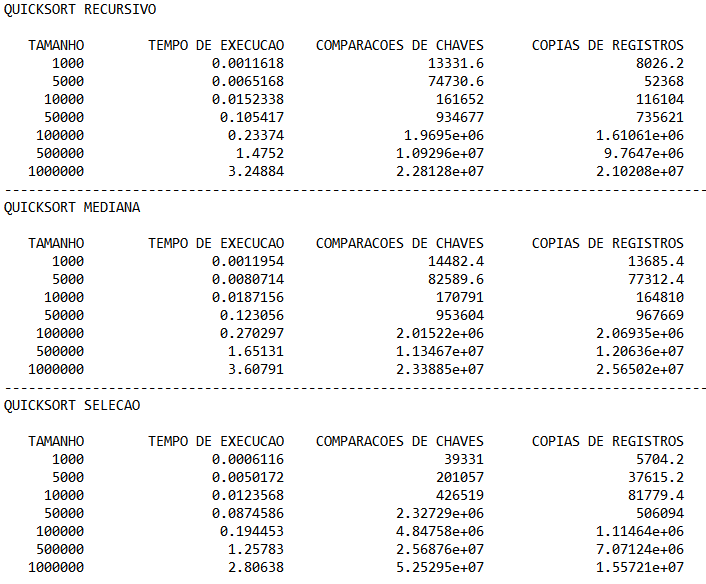 QUICKSORT RECURSIVO
TAMANHO TEMPO DE EXECUCAO COMPARACOES DE CHAVES COPIAS DE REGISTROS
1000 0.0011618 13331.6 8026.2
5000 0.0065168 74730.6 52368
10000 0.0152338 161652 116104
50000 0.105417 934677 735621
100000 0.23374 1.9695e+06 1.61061e+06
500000 1.4752 1.09296e+07 9.7647e+06
1000000 3.24884 2.28128e+07 2.10208e+07
----------------------------------------------------------------------------------------
QUICKSORT MEDIANA
TAMANHO TEMPO DE EXECUCAO COMPARACOES DE CHAVES COPIAS DE REGISTROS
1000 0.0011954 14482.4 13685.4
5000 0.0080714 82589.6 77312.4
10000 0.0187156 170791 164810
50000 0.123056 953604 967669
100000 0.270297 2.01522e+06 2.06935e+06
500000 1.65131 1.13467e+07 1.20636e+07
1000000 3.60791 2.33885e+07 2.56502e+07
----------------------------------------------------------------------------------------
QUICKSORT SELECAO
TAMANHO TEMPO DE EXECUCAO COMPARACOES DE CHAVES COPIAS DE REGISTROS
1000 0.0006116 39331 5704.2
5000 0.0050172 201057 37615.2
10000 0.0123568 426519 81779.4
50000 0.0874586 2.32729e+06 506094
100000 0.194453 4.84758e+06 1.11464e+06
500000 1.25783 2.56876e+07 7.07124e+06
1000000 2.80638 5.25295e+07 1.55721e+07